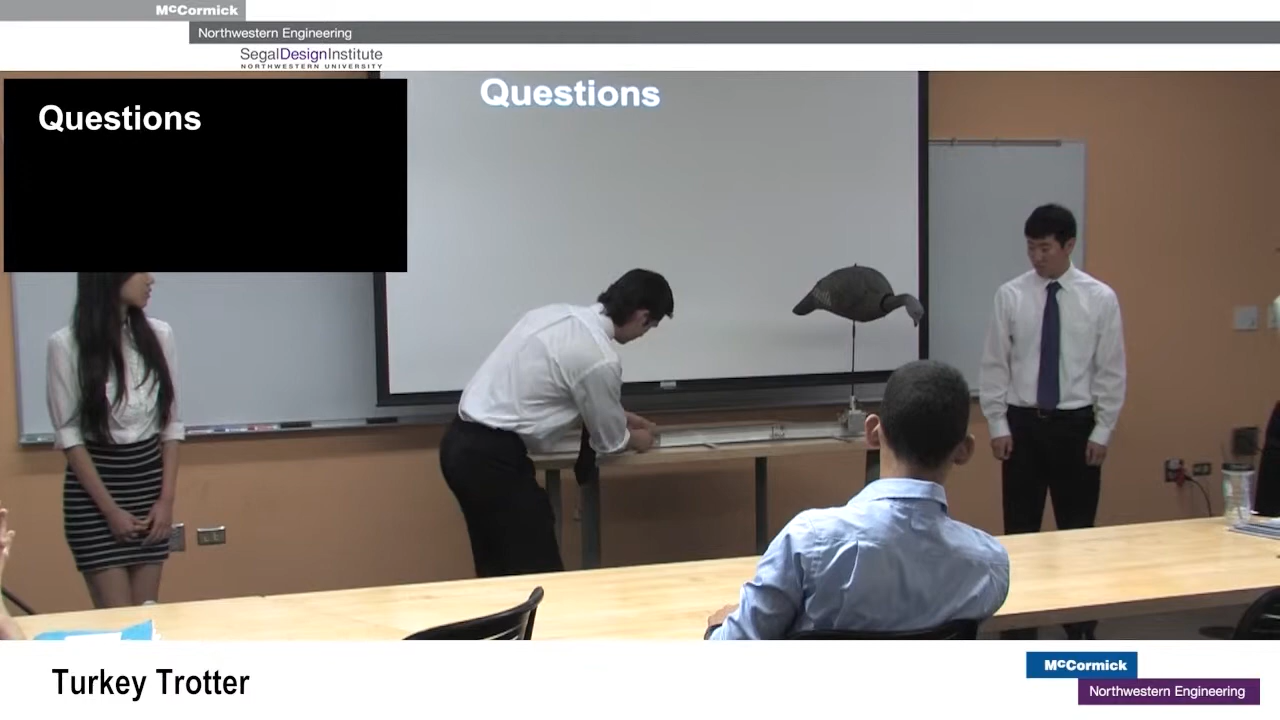 McCormick
Northwestern Engineering
SegalDesignInstitute
NORTHWESTERN UNIVERSITY
Questions
Questions
Turkey Trotter
McCormick
Northwestern Engineering